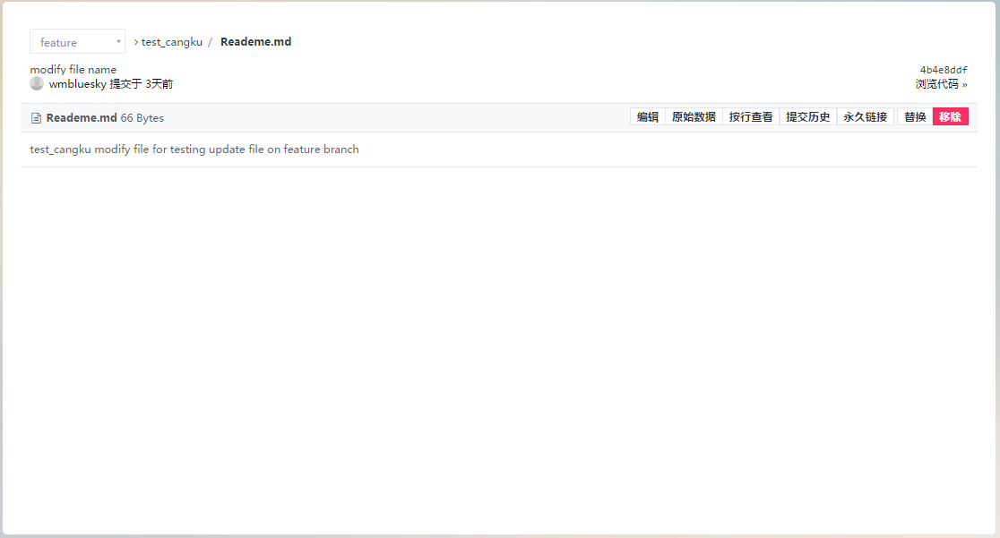 feature › test_cangku / Reademe.md
modify file name 4b4e8ddf
wmbluesky 提交于 3天前 浏览代码 »
Reademe.md 66 Bytes 编辑 原始数据 按行查看 提交历史 永久链接 替换 移除
test_cangku modify file for testing update file on feature branch